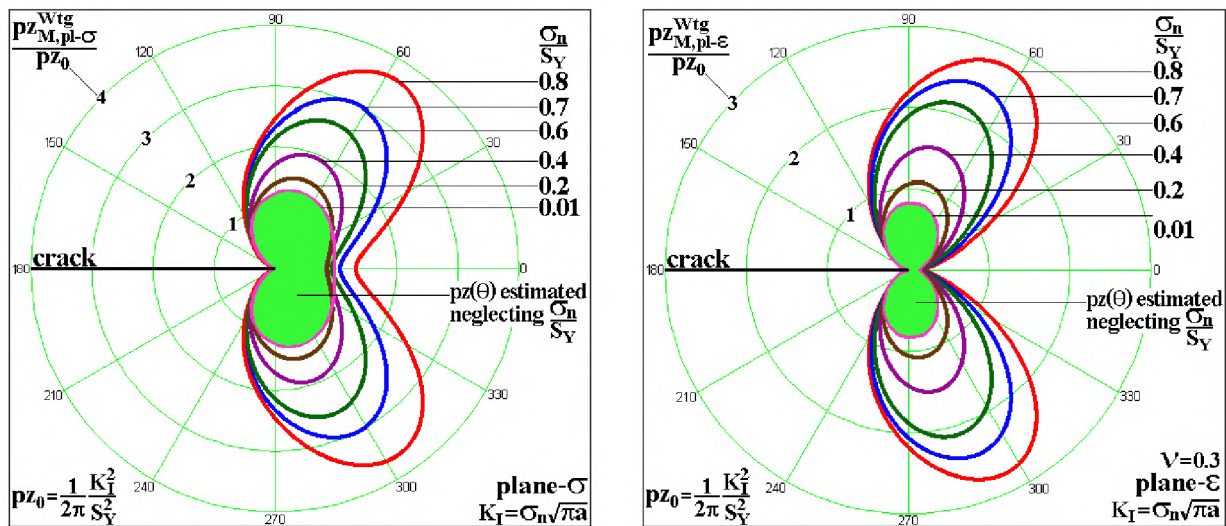 pz^Wtg_M,pl-σ / pz_0
4
3
2
1
σ_n / S_Y
0.8
0.7
0.6
0.4
0.2
0.01
90
60
30
0
330
300
270
240
210
180
150
120
crack
pz(Θ) estimated
neglecting σ_n / S_Y
pz_0 = 1/2π K_I^2 / S_Y^2
plane-σ
K_I = σ_n √πa
pz^Wtg_M,pl-ε / pz_0
3
2
1
σ_n / S_Y
0.8
0.7
0.6
0.4
0.2
0.01
90
60
30
0
330
300
270
240
210
180
150
120
crack
pz(Θ) estimated
neglecting σ_n / S_Y
pz_0 = 1/2π K_I^2 / S_Y^2
ν=0.3
plane-ε
K_I = σ_n √πa